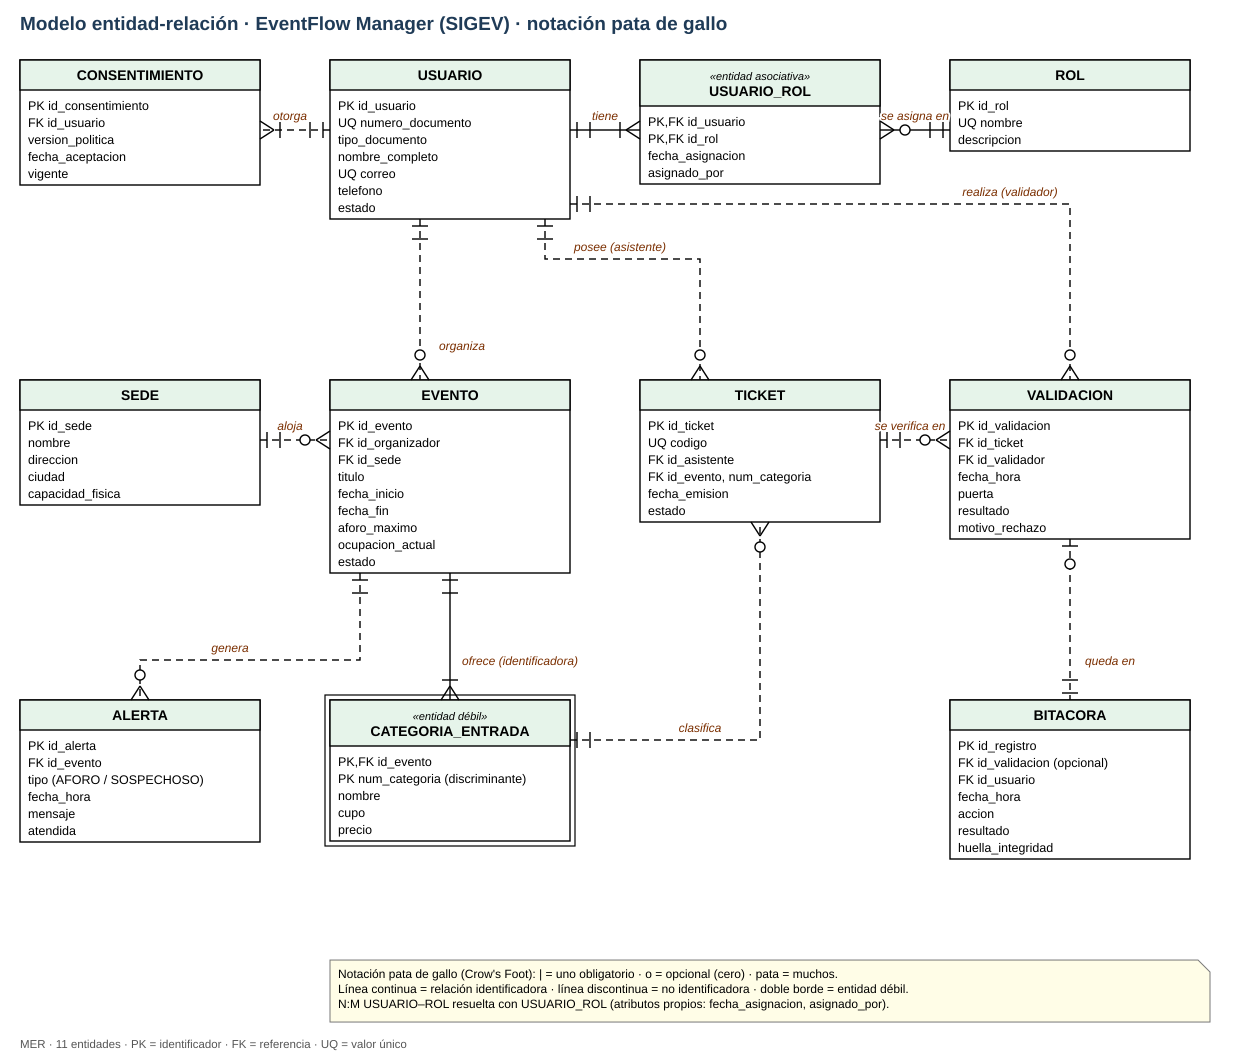 Modelo entidad-relación · EventFlow Manager (SIGEV) · notación pata de gallo
CONSENTIMIENTO
PK id_consentimiento
FK id_usuario
version_politica
fecha_aceptacion
vigente
otorga
USUARIO
PK id_usuario
UQ numero_documento
tipo_documento
nombre_completo
UQ correo
telefono
estado
tiene
«entidad asociativa»
USUARIO_ROL
PK,FK id_usuario
PK,FK id_rol
fecha_asignacion
asignado_por
se asigna en
ROL
PK id_rol
UQ nombre
descripcion
realiza (validador)
posee (asistente)
organiza
SEDE
PK id_sede
nombre
direccion
ciudad
capacidad_fisica
aloja
EVENTO
PK id_evento
FK id_organizador
FK id_sede
titulo
fecha_inicio
fecha_fin
aforo_maximo
ocupacion_actual
estado
TICKET
PK id_ticket
UQ codigo
FK id_asistente
FK id_evento, num_categoria
fecha_emision
estado
se verifica en
VALIDACION
PK id_validacion
FK id_ticket
FK id_validador
fecha_hora
puerta
resultado
motivo_rechazo
genera
ofrece (identificadora)
queda en
ALERTA
PK id_alerta
FK id_evento
tipo (AFORO / SOSPECHOSO)
fecha_hora
mensaje
atendida
«entidad débil»
CATEGORIA_ENTRADA
PK,FK id_evento
PK num_categoria (discriminante)
nombre
cupo
precio
clasifica
BITACORA
PK id_registro
FK id_validacion (opcional)
FK id_usuario
fecha_hora
accion
resultado
huella_integridad
Notación pata de gallo (Crow's Foot): | = uno obligatorio · o = opcional (cero) · pata = muchos.
Línea continua = relación identificadora · línea discontinua = no identificadora · doble borde = entidad débil.
N:M USUARIO–ROL resuelta con USUARIO_ROL (atributos propios: fecha_asignacion, asignado_por).
MER · 11 entidades · PK = identificador · FK = referencia · UQ = valor único